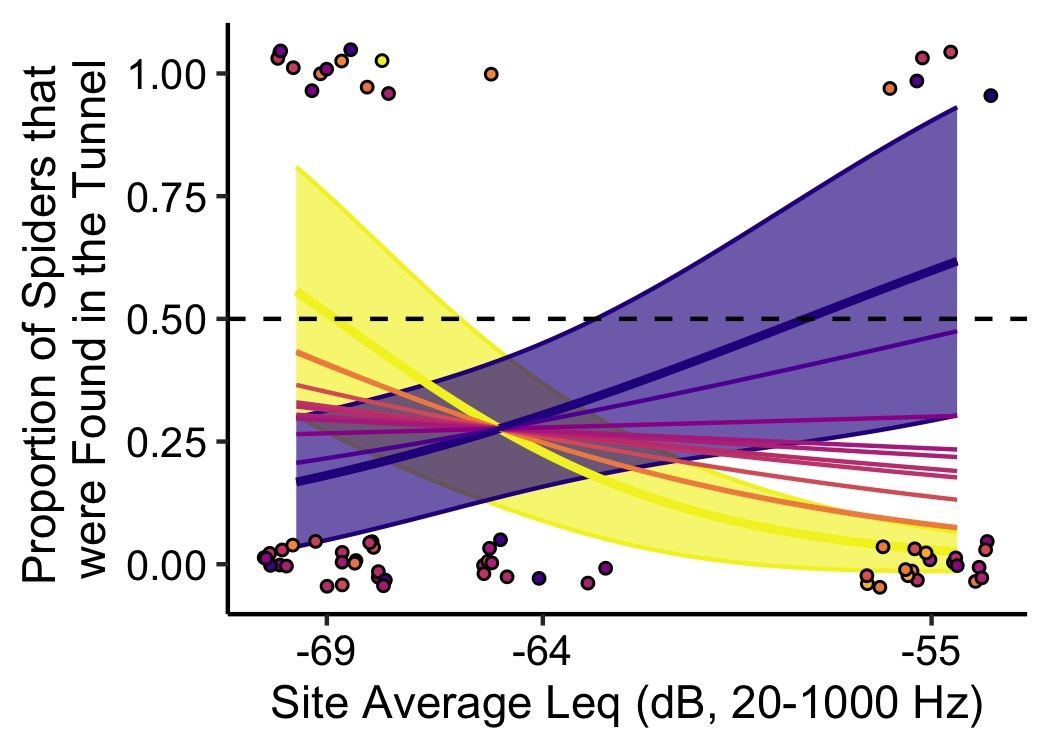 Proportion of Spiders that
were Found in the Tunnel
1.00
0.75
0.50
0.25
0.00
-69 -64 -55
Site Average Leq (dB, 20-1000 Hz)